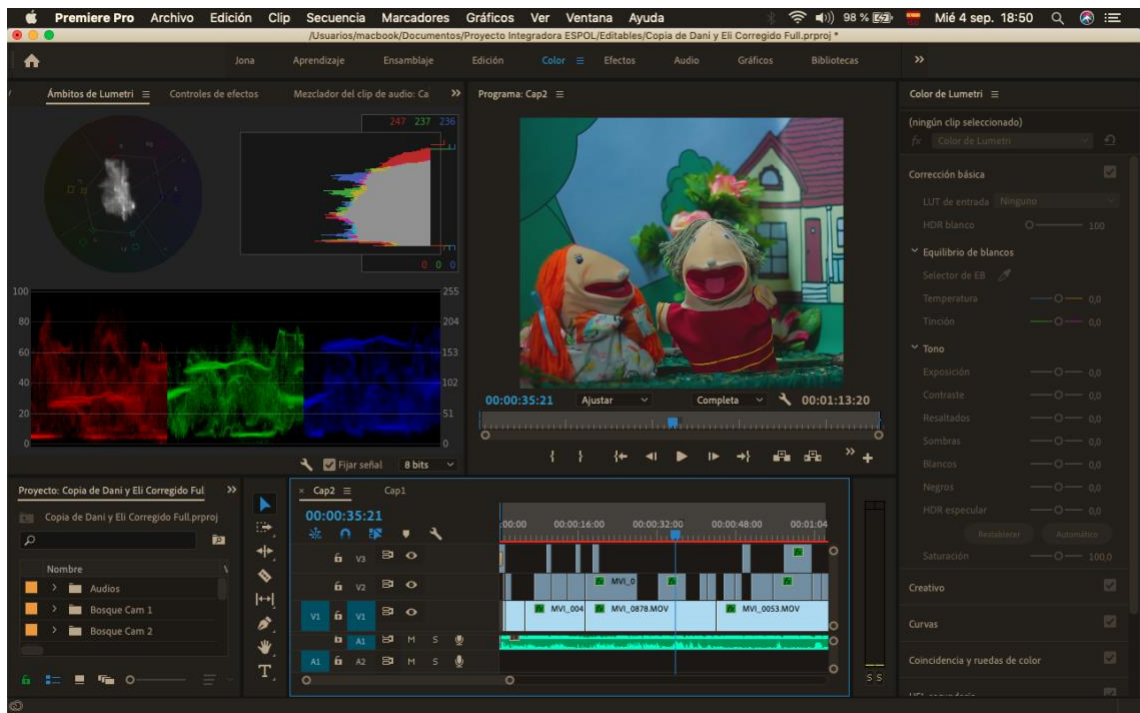 Premiere Pro Archivo Edición Clip Secuencia Marcadores Gráficos Ver Ventana Ayuda 98 % Mié 4 sep. 18:50
/Usuarios/macbook/Documentos/Proyecto Integradora ESPOL/Editables/Copia de Dani y Eli Corregido Full.prproj *
Jona Aprendizaje Ensamblaje Edición Color Efectos Audio Gráficos Bibliotecas
Ámbitos de Lumetri Controles de efectos Mezclador del clip de audio: Ca
247 237 236
0 0 0
100 255
80 204
60 153
40 102
20 51
0 0
Fijar señal 8 bits
Programa: Cap2
00:00:35:21 Ajustar Completa 00:01:13:20
Color de Lumetri
(ningún clip seleccionado)
fx Color de Lumetri
Corrección básica
LUT de entrada Ninguno
HDR blanco 100
Equilibrio de blancos
Selector de EB
Temperatura 0,0
Tinción 0,0
Tono
Exposición 0,0
Contraste 0,0
Resaltados 0,0
Sombras 0,0
Blancos 0,0
Negros 0,0
HDR especular 0,0
Restablecer Automático
Saturación 100,0
Creativo
Curvas
Coincidencia y ruedas de color
Proyecto: Copia de Dani y Eli Corregido Ful
Copia de Dani y Eli Corregido Full.prproj
Nombre
Audios
Bosque Cam 1
Bosque Cam 2
× Cap2 Cap1
00:00:35:21
:00:00 00:00:16:00 00:00:32:00 00:00:48:00 00:01:04
V3
V2
fx MVI_0
V1 V1
fx MVI_004 fx MVI_0878.MOV fx MVI_0053.MOV
A1 M S
A1 A2 M S
S S